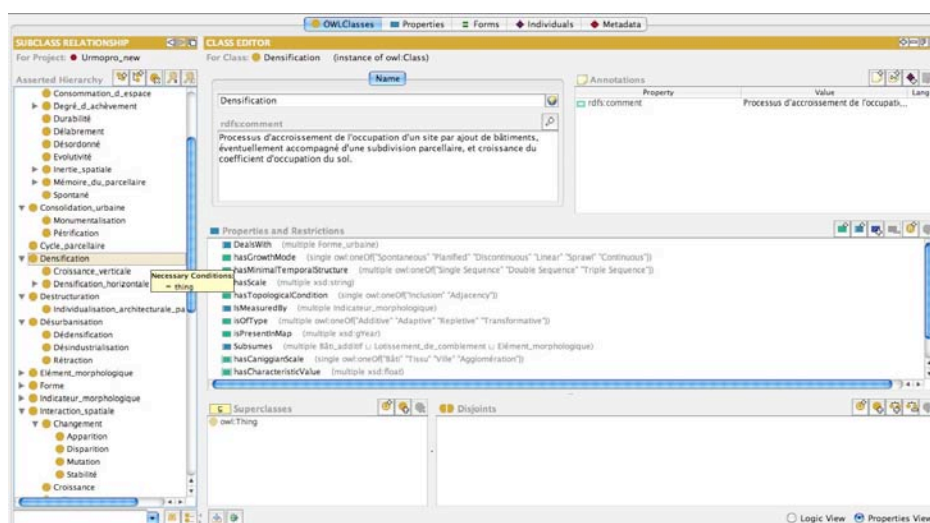 OWLClasses Properties Forms Individuals Metadata
SUBCLASS RELATIONSHIP
For Project: Urmopro_new
Asserted Hierarchy
Consommation_d_espace
Degré_d_achèvement
Durabilité
Délabrement
Désordonné
Evolutivité
Inertie_spatiale
Mémoire_du_parcellaire
Spontané
Consolidation_urbaine
Monumentalisation
Pétrification
Cycle_parcellaire
Densification
Croissance_verticale
Densification_horizontale
Destructuration
Individualisation_architecturale_pa
Désurbanisation
Dédensification
Désindustrialisation
Rétraction
Elément_morphologique
Forme
Indicateur_morphologique
Interaction_spatiale
Changement
Apparition
Disparition
Mutation
Stabilité
Croissance
Necessary Conditions:
= thing
CLASS EDITOR
For Class: Densification (instance of owl:Class)
Name
Densification
rdfs:comment
Processus d'accroissement de l'occupation d'un site par ajout de bâtiments,
éventuellement accompagné d'une subdivision parcellaire, et croissance du
coefficient d'occupation du sol.
Annotations
Property Value Lang
rdfs:comment Processus d'accroissement de l'occupati...
Properties and Restrictions
DealsWith (multiple Forme_urbaine)
hasGrowthMode (single owl:oneOf{"Spontaneous" "Planified" "Discontinuous" "Linear" "Sprawl" "Continuous"})
hasMinimalTemporalStructure (multiple owl:oneOf{"Single Sequence" "Double Sequence" "Triple Sequence"})
hasScale (multiple xsd:string)
hasTopologicalCondition (single owl:oneOf{"Inclusion" "Adjacency"})
IsMeasuredBy (multiple Indicateur_morphologique)
isOfType (multiple owl:oneOf{"Additive" "Adaptive" "Repletive" "Transformative"})
isPresentInMap (multiple xsd:gYear)
Subsumes (multiple Bâti_additif ⊔ Lotissement_de_comblement ⊔ Elément_morphologique)
hasCaniggianScale (single owl:oneOf{"Bâti" "Tissu" "Ville" "Agglomération"})
hasCharacteristicValue (multiple xsd:float)
Superclasses
owl:Thing
Disjoints
Logic View Properties View